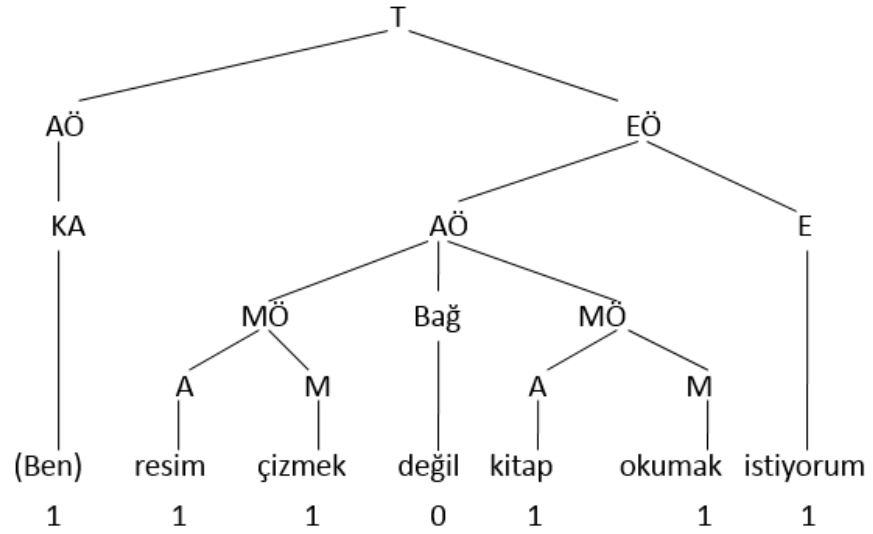 T
AÖ EÖ
KA AÖ E
MÖ Bağ MÖ
A M A M
(Ben) resim çizmek değil kitap okumak istiyorum
1 1 1 0 1 1 1